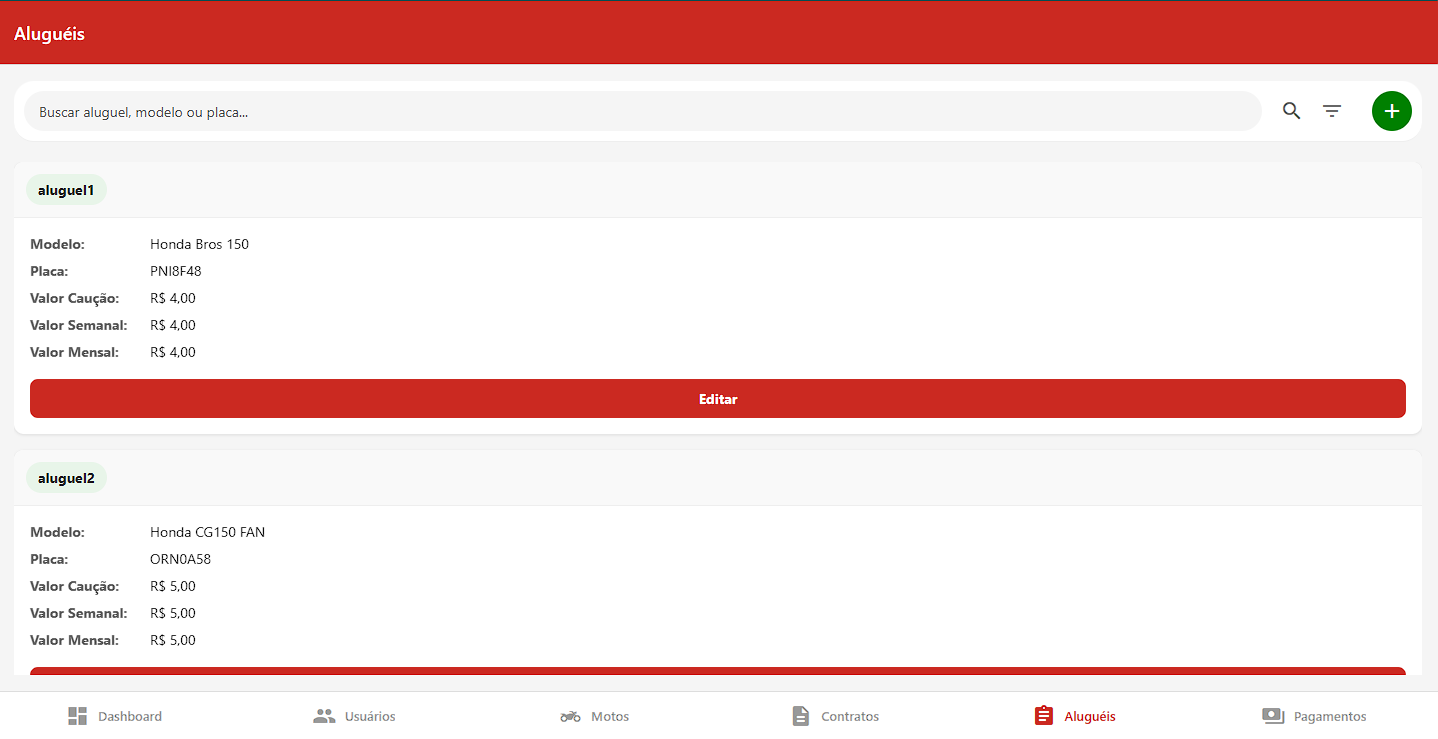 Aluguéis
Buscar aluguel, modelo ou placa...
aluguel1
Modelo: Honda Bros 150
Placa: PNI8F48
Valor Caução: R$ 4,00
Valor Semanal: R$ 4,00
Valor Mensal: R$ 4,00
Editar
aluguel2
Modelo: Honda CG150 FAN
Placa: ORN0A58
Valor Caução: R$ 5,00
Valor Semanal: R$ 5,00
Valor Mensal: R$ 5,00
Dashboard Usuários Motos Contratos Aluguéis Pagamentos